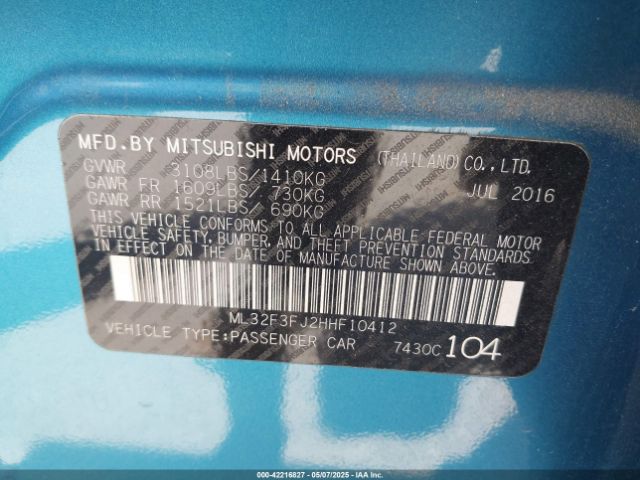 MFD.BY MITSUBISHI MOTORS (THAILAND) CO., LTD.
GVWR 3108LBS/1410KG JUL 2016
GAWR FR 1609LBS/ 730KG
GAWR RR 1521LBS/ 690KG
THIS VEHICLE CONFORMS TO ALL APPLICABLE FEDERAL MOTOR
VEHICLE SAFETY, BUMPER, AND THEFT PREVENTION STANDARDS
IN EFFECT ON THE DATE OF MANUFACTURE SHOWN ABOVE.
ML32F3FJ2HHF10412
VEHICLE TYPE:PASSENGER CAR 7430C 104
000-42216827 - 05/07/2025 - IAAI.COM